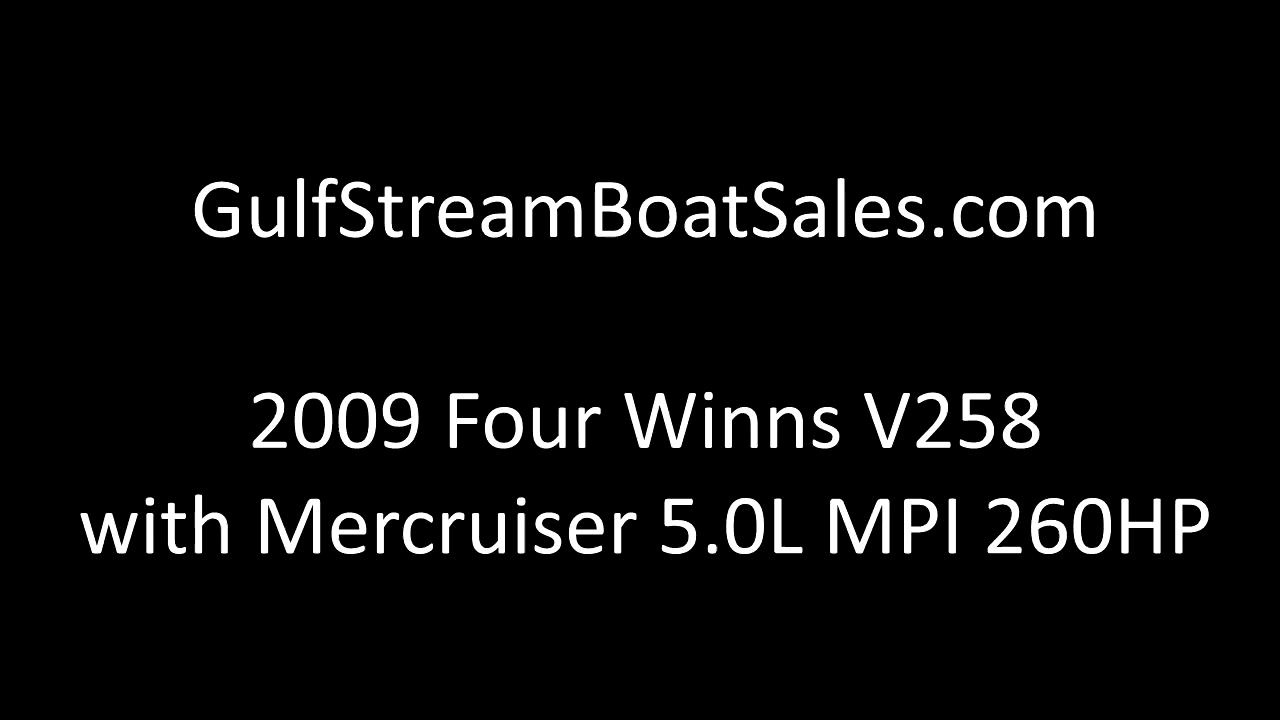 GulfStreamBoatSales.com
2009 Four Winns V258
with Mercruiser 5.0L MPI 260HP